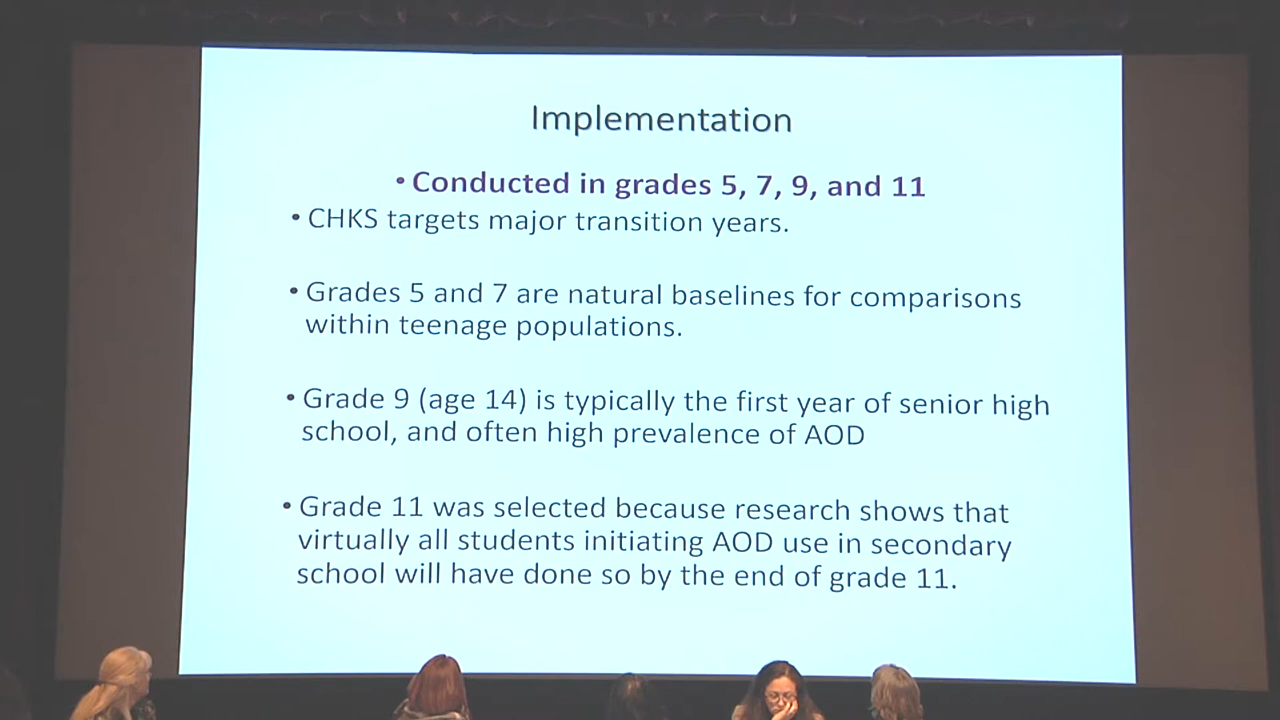 Implementation
• Conducted in grades 5, 7, 9, and 11
• CHKS targets major transition years.
• Grades 5 and 7 are natural baselines for comparisons
within teenage populations.
• Grade 9 (age 14) is typically the first year of senior high
school, and often high prevalence of AOD
• Grade 11 was selected because research shows that
virtually all students initiating AOD use in secondary
school will have done so by the end of grade 11.